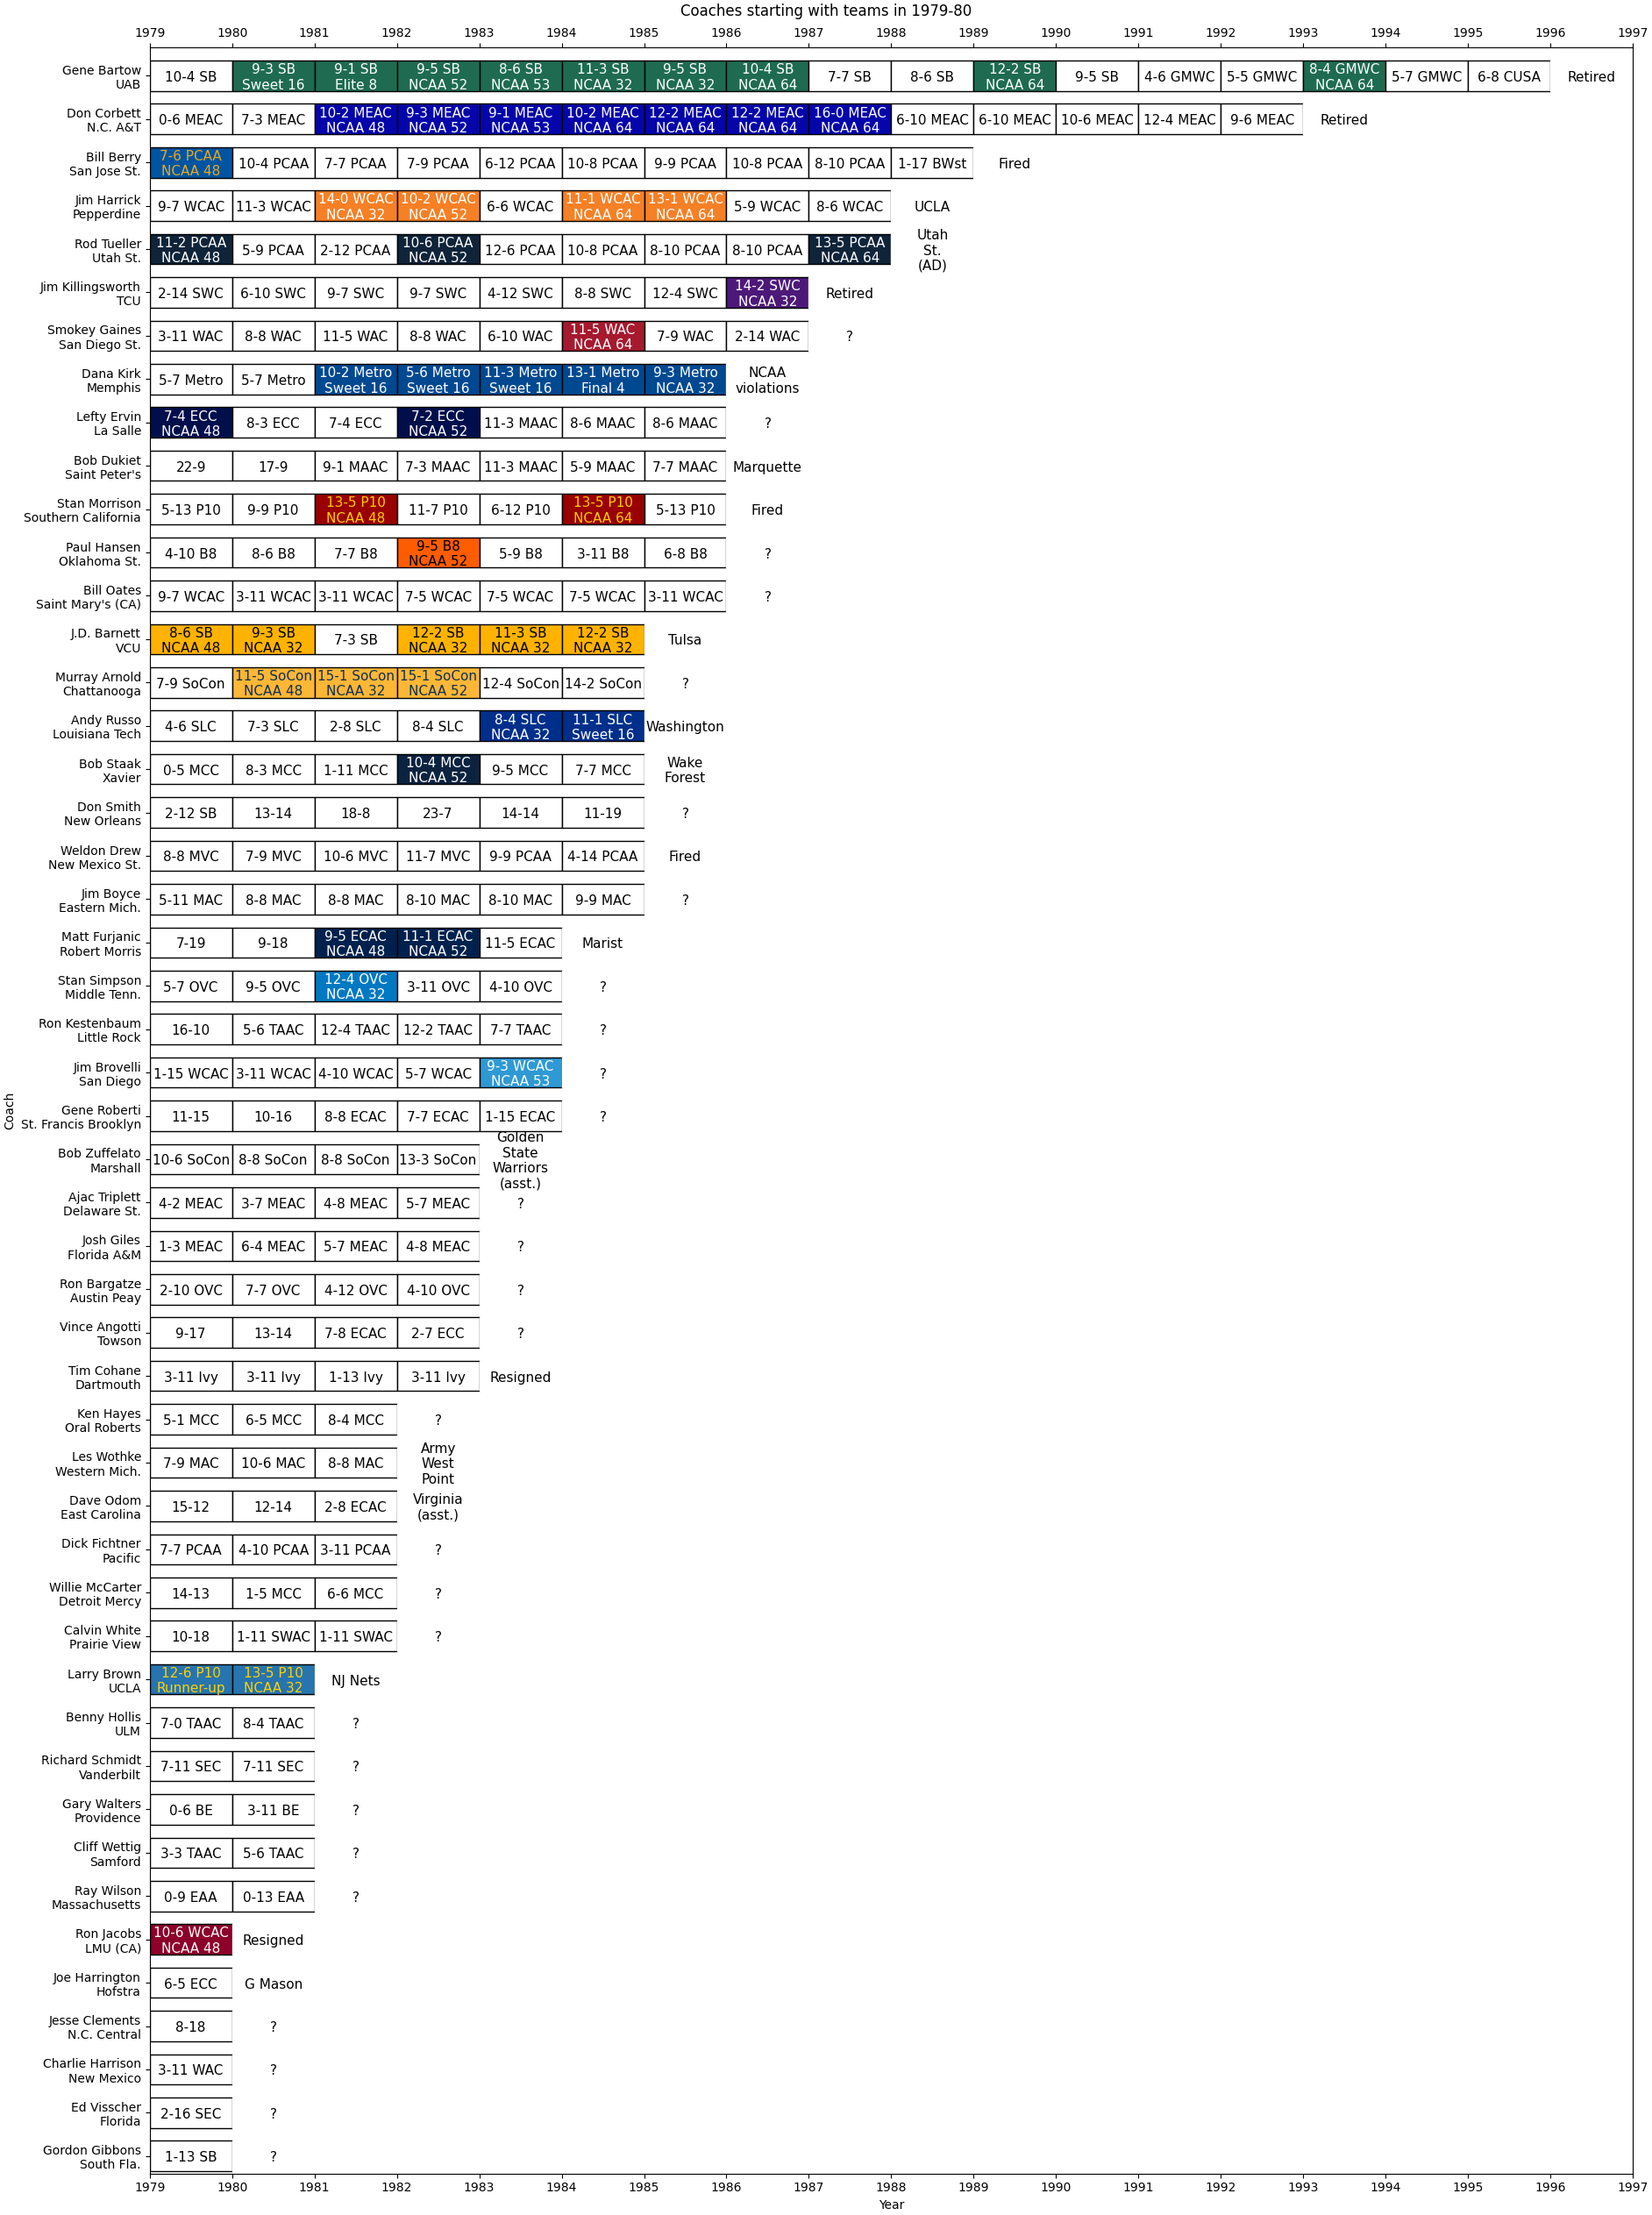 Coaches starting with teams in 1979-80
1979 1980 1981 1982 1983 1984 1985 1986 1987 1988 1989 1990 1991 1992 1993 1994 1995 1996 1997
Gene Bartow
UAB
10-4 SB
9-3 SB
Sweet 16
9-1 SB
Elite 8
9-5 SB
NCAA 52
8-6 SB
NCAA 53
11-3 SB
NCAA 32
9-5 SB
NCAA 32
10-4 SB
NCAA 64
7-7 SB
8-6 SB
12-2 SB
NCAA 64
9-5 SB
4-6 GMWC
5-5 GMWC
8-4 GMWC
NCAA 64
5-7 GMWC
6-8 CUSA
Retired
Don Corbett
N.C. A&T
0-6 MEAC
7-3 MEAC
10-2 MEAC
NCAA 48
9-3 MEAC
NCAA 52
9-1 MEAC
NCAA 53
10-2 MEAC
NCAA 64
12-2 MEAC
NCAA 64
12-2 MEAC
NCAA 64
16-0 MEAC
NCAA 64
6-10 MEAC
6-10 MEAC
10-6 MEAC
12-4 MEAC
9-6 MEAC
Retired
Bill Berry
San Jose St.
7-6 PCAA
NCAA 48
10-4 PCAA
7-7 PCAA
7-9 PCAA
6-12 PCAA
10-8 PCAA
9-9 PCAA
10-8 PCAA
8-10 PCAA
1-17 BWst
Fired
Jim Harrick
Pepperdine
9-7 WCAC
11-3 WCAC
14-0 WCAC
NCAA 32
10-2 WCAC
NCAA 52
6-6 WCAC
11-1 WCAC
NCAA 64
13-1 WCAC
NCAA 64
5-9 WCAC
8-6 WCAC
UCLA
Rod Tueller
Utah St.
11-2 PCAA
NCAA 48
5-9 PCAA
2-12 PCAA
10-6 PCAA
NCAA 52
12-6 PCAA
10-8 PCAA
8-10 PCAA
8-10 PCAA
13-5 PCAA
NCAA 64
Utah
St.
(AD)
Jim Killingsworth
TCU
2-14 SWC
6-10 SWC
9-7 SWC
9-7 SWC
4-12 SWC
8-8 SWC
12-4 SWC
14-2 SWC
NCAA 32
Retired
Smokey Gaines
San Diego St.
3-11 WAC
8-8 WAC
11-5 WAC
8-8 WAC
6-10 WAC
11-5 WAC
NCAA 64
7-9 WAC
2-14 WAC
?
Dana Kirk
Memphis
5-7 Metro
5-7 Metro
10-2 Metro
Sweet 16
5-6 Metro
Sweet 16
11-3 Metro
Sweet 16
13-1 Metro
Final 4
9-3 Metro
NCAA 32
NCAA
violations
Lefty Ervin
La Salle
7-4 ECC
NCAA 48
8-3 ECC
7-4 ECC
7-2 ECC
NCAA 52
11-3 MAAC
8-6 MAAC
8-6 MAAC
?
Bob Dukiet
Saint Peter's
22-9
17-9
9-1 MAAC
7-3 MAAC
11-3 MAAC
5-9 MAAC
7-7 MAAC
Marquette
Stan Morrison
Southern California
5-13 P10
9-9 P10
13-5 P10
NCAA 48
11-7 P10
6-12 P10
13-5 P10
NCAA 64
5-13 P10
Fired
Paul Hansen
Oklahoma St.
4-10 B8
8-6 B8
7-7 B8
9-5 B8
NCAA 52
5-9 B8
3-11 B8
6-8 B8
?
Bill Oates
Saint Mary's (CA)
9-7 WCAC
3-11 WCAC
3-11 WCAC
7-5 WCAC
7-5 WCAC
7-5 WCAC
3-11 WCAC
?
J.D. Barnett
VCU
8-6 SB
NCAA 48
9-3 SB
NCAA 32
7-3 SB
12-2 SB
NCAA 32
11-3 SB
NCAA 32
12-2 SB
NCAA 32
Tulsa
Murray Arnold
Chattanooga
7-9 SoCon
11-5 SoCon
NCAA 48
15-1 SoCon
NCAA 32
15-1 SoCon
NCAA 52
12-4 SoCon
14-2 SoCon
?
Andy Russo
Louisiana Tech
4-6 SLC
7-3 SLC
2-8 SLC
8-4 SLC
8-4 SLC
NCAA 32
11-1 SLC
Sweet 16
Washington
Bob Staak
Xavier
0-5 MCC
8-3 MCC
1-11 MCC
10-4 MCC
NCAA 52
9-5 MCC
7-7 MCC
Wake
Forest
Don Smith
New Orleans
2-12 SB
13-14
18-8
23-7
14-14
11-19
?
Weldon Drew
New Mexico St.
8-8 MVC
7-9 MVC
10-6 MVC
11-7 MVC
9-9 PCAA
4-14 PCAA
Fired
Jim Boyce
Eastern Mich.
5-11 MAC
8-8 MAC
8-8 MAC
8-10 MAC
8-10 MAC
9-9 MAC
?
Matt Furjanic
Robert Morris
7-19
9-18
9-5 ECAC
NCAA 48
11-1 ECAC
NCAA 52
11-5 ECAC
Marist
Stan Simpson
Middle Tenn.
5-7 OVC
9-5 OVC
12-4 OVC
NCAA 32
3-11 OVC
4-10 OVC
?
Ron Kestenbaum
Little Rock
16-10
5-6 TAAC
12-4 TAAC
12-2 TAAC
7-7 TAAC
?
Jim Brovelli
San Diego
1-15 WCAC
3-11 WCAC
4-10 WCAC
5-7 WCAC
9-3 WCAC
NCAA 53
?
Gene Roberti
St. Francis Brooklyn
11-15
10-16
8-8 ECAC
7-7 ECAC
1-15 ECAC
?
Bob Zuffelato
Marshall
10-6 SoCon
8-8 SoCon
8-8 SoCon
13-3 SoCon
Golden
State
Warriors
(asst.)
Ajac Triplett
Delaware St.
4-2 MEAC
3-7 MEAC
4-8 MEAC
5-7 MEAC
?
Josh Giles
Florida A&M
1-3 MEAC
6-4 MEAC
5-7 MEAC
4-8 MEAC
?
Ron Bargatze
Austin Peay
2-10 OVC
7-7 OVC
4-12 OVC
4-10 OVC
?
Vince Angotti
Towson
9-17
13-14
7-8 ECAC
2-7 ECC
?
Tim Cohane
Dartmouth
3-11 Ivy
3-11 Ivy
1-13 Ivy
3-11 Ivy
Resigned
Ken Hayes
Oral Roberts
5-1 MCC
6-5 MCC
8-4 MCC
?
Les Wothke
Western Mich.
7-9 MAC
10-6 MAC
8-8 MAC
Army
West
Point
Dave Odom
East Carolina
15-12
12-14
2-8 ECAC
Virginia
(asst.)
Dick Fichtner
Pacific
7-7 PCAA
4-10 PCAA
3-11 PCAA
?
Willie McCarter
Detroit Mercy
14-13
1-5 MCC
6-6 MCC
?
Calvin White
Prairie View
10-18
1-11 SWAC
1-11 SWAC
?
Larry Brown
UCLA
12-6 P10
Runner-up
13-5 P10
NCAA 32
NJ Nets
Benny Hollis
ULM
7-0 TAAC
8-4 TAAC
?
Richard Schmidt
Vanderbilt
7-11 SEC
7-11 SEC
?
Gary Walters
Providence
0-6 BE
3-11 BE
?
Cliff Wettig
Samford
3-3 TAAC
5-6 TAAC
?
Ray Wilson
Massachusetts
0-9 EAA
0-13 EAA
?
Ron Jacobs
LMU (CA)
10-6 WCAC
NCAA 48
Resigned
Joe Harrington
Hofstra
6-5 ECC
G Mason
Jesse Clements
N.C. Central
8-18
?
Charlie Harrison
New Mexico
3-11 WAC
?
Ed Visscher
Florida
2-16 SEC
?
Gordon Gibbons
South Fla.
1-13 SB
?
Coach
1979 1980 1981 1982 1983 1984 1985 1986 1987 1988 1989 1990 1991 1992 1993 1994 1995 1996 1997
Year